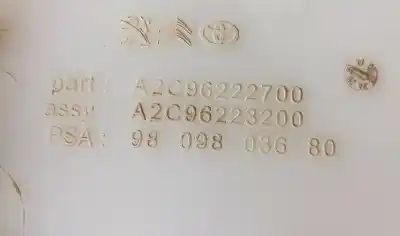 part : A2C96222700
assy A2C96223200
PSA : 98 098 036 80